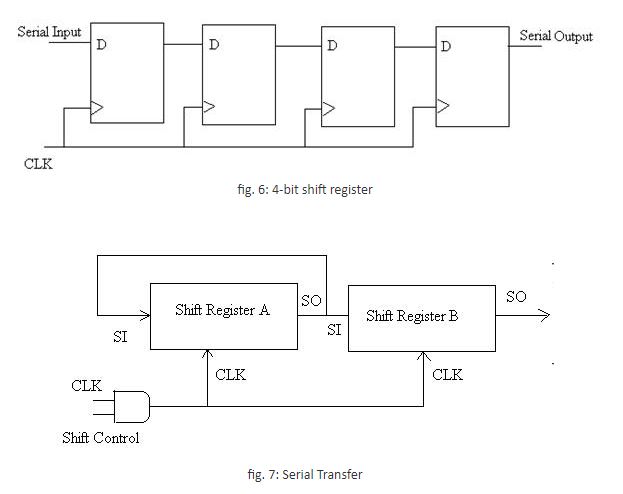 Serial Input
D
D
D
D
Serial Output
CLK
fig. 6: 4-bit shift register
Shift Register A
SO
SI
SI
Shift Register B
SO
CLK
CLK
CLK
Shift Control
fig. 7: Serial Transfer